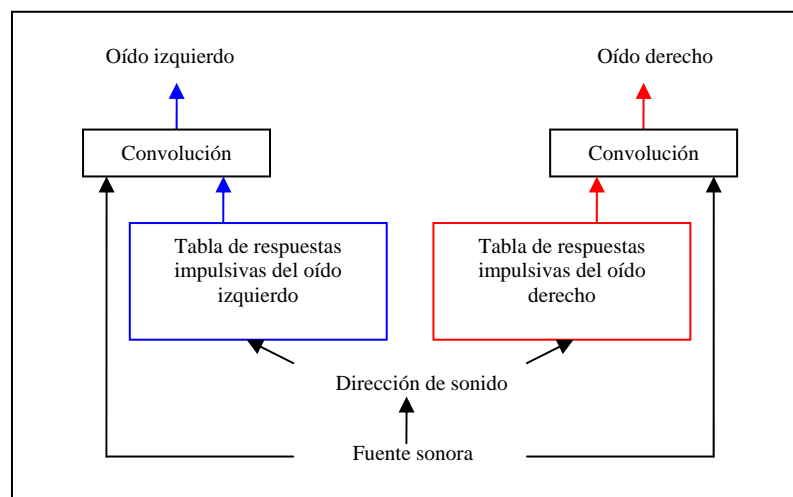 Oído izquierdo
Oído derecho
Convolución
Convolución
Tabla de respuestas
impulsivas del oído
izquierdo
Tabla de respuestas
impulsivas del oído
derecho
Dirección de sonido
Fuente sonora